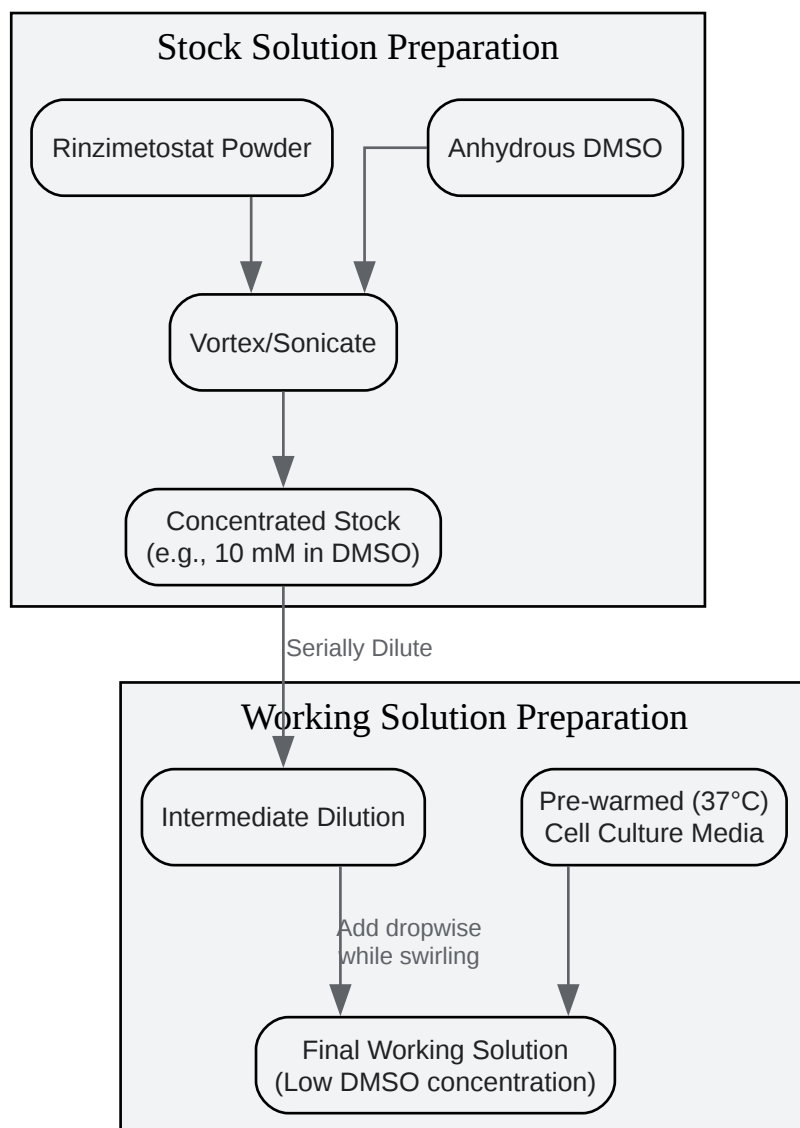 Stock Solution Preparation
Rinzimetostat Powder
Anhydrous DMSO
Vortex/Sonicate
Concentrated Stock
(e.g., 10 mM in DMSO)
Serially Dilute
Working Solution Preparation
Intermediate Dilution
Pre-warmed (37°C)
Cell Culture Media
Add dropwise
while swirling
Final Working Solution
(Low DMSO concentration)